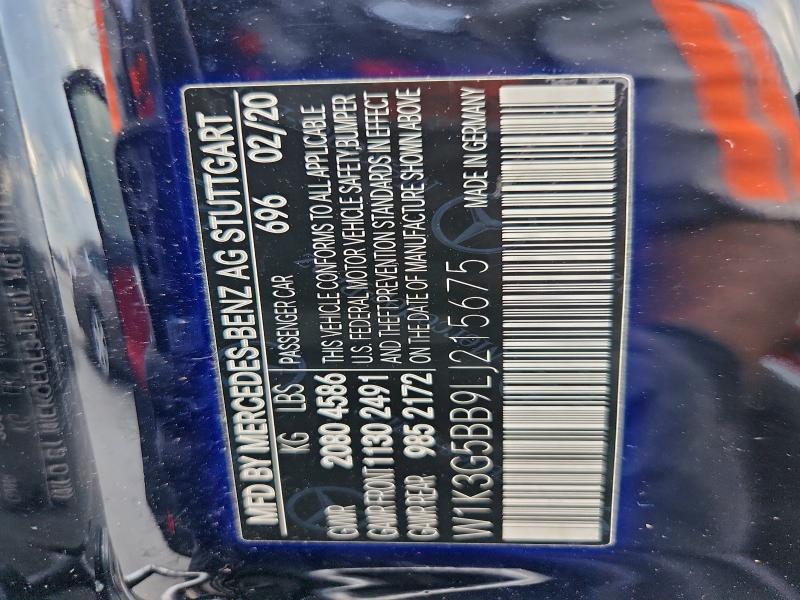 MFD BY MERCEDES-BENZ AG STUTTGART
KG LBS PASSENGER CAR 696 02/20
GVWR 2080 4586 THIS VEHICLE CONFORMS TO ALL APPLICABLE
U.S. FEDERAL MOTOR VEHICLE SAFETY BUMPER
GAWR FRONT 1130 2491 AND THEFT PREVENTION STANDARDS IN EFFECT
GAWR REAR 985 2172 ON THE DATE OF MANUFACTURE SHOWN ABOVE
W1K3G5BB9LJ215675 MADE IN GERMANY